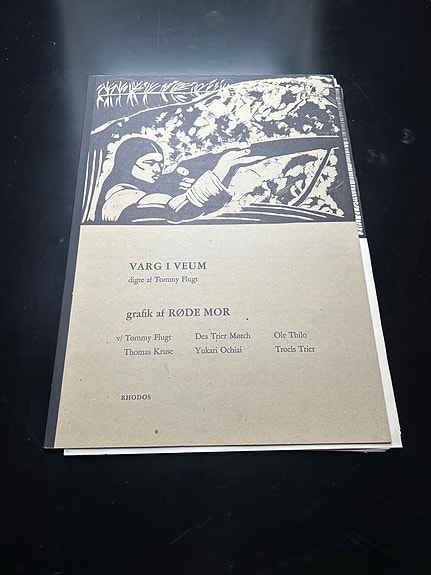 VARG I VEUM
digte af Tommy Flugt
grafik af RØDE MOR
v/ Tommy Flugt Dea Trier Mørch Ole Thilo
Thomas Kruse Yukari Ochiai Troels Trier
RHODOS